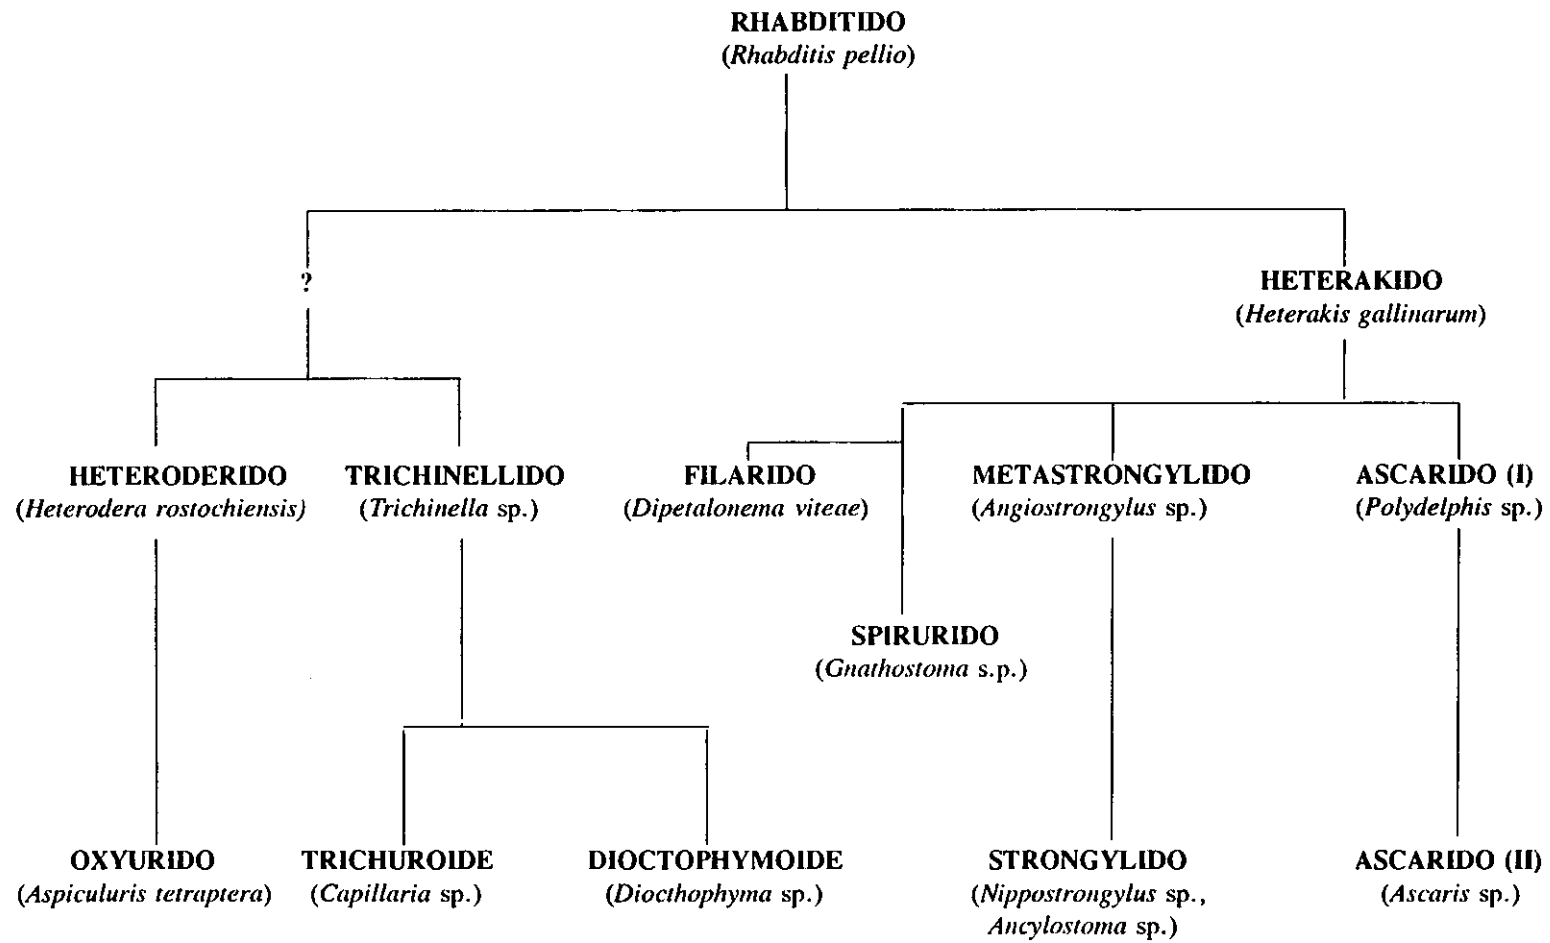 RHABDITIDO
(Rhabditis pellio)
?
HETERAKIDO
(Heterakis gallinarum)
HETERODERIDO
(Heterodera rostochiensis)
TRICHINELLIDO
(Trichinella sp.)
FILARIDO
(Dipetalonema viteae)
METASTRONGYLIDO
(Angiostrongylus sp.)
ASCARIDO (I)
(Polydelphis sp.)
SPIRURIDO
(Gnathostoma s.p.)
OXYURIDO
(Aspiculuris tetraptera)
TRICHUROIDE
(Capillaria sp.)
DIOCTOPHYMOIDE
(Diocthophyma sp.)
STRONGYLIDO
(Nippostrongylus sp.,
Ancylostoma sp.)
ASCARIDO (II)
(Ascaris sp.)